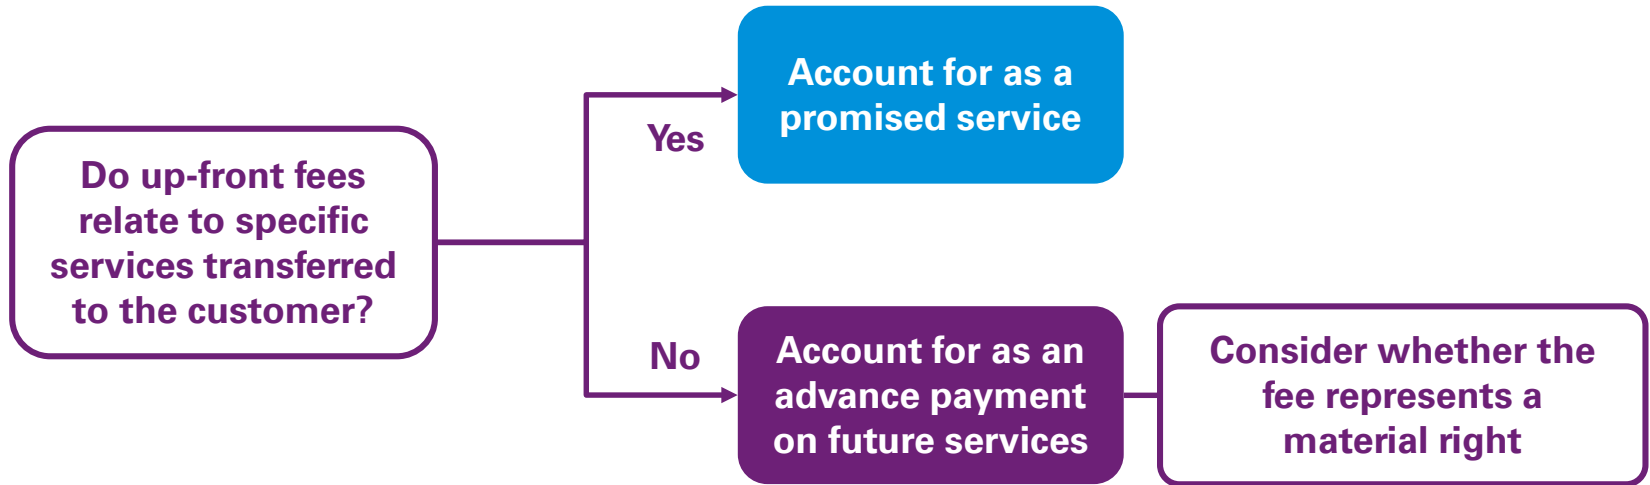 Do up-front fees
relate to specific
services transferred
to the customer?
Yes
Account for as a
promised service
No
Account for as an
advance payment
on future services
Consider whether the
fee represents a
material right